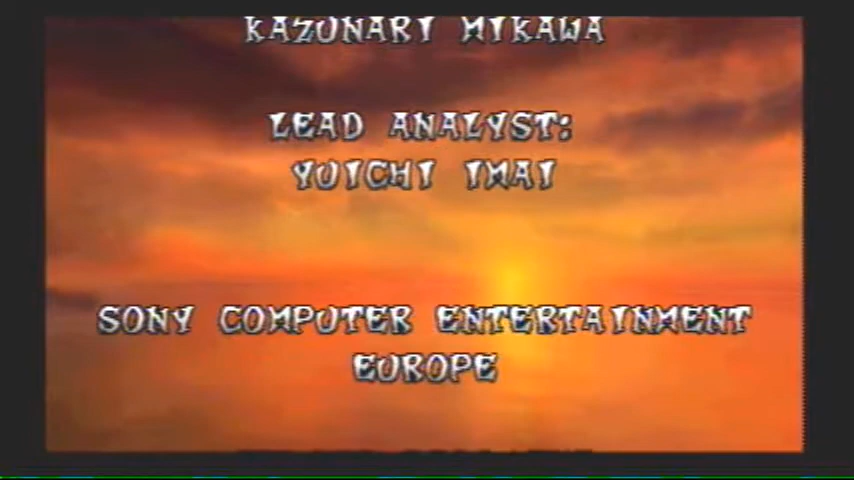 KAZUNARI MIKAWA
LEAD ANALYST:
YUICHI IMAI
SONY COMPUTER ENTERTAINMENT
EUROPE